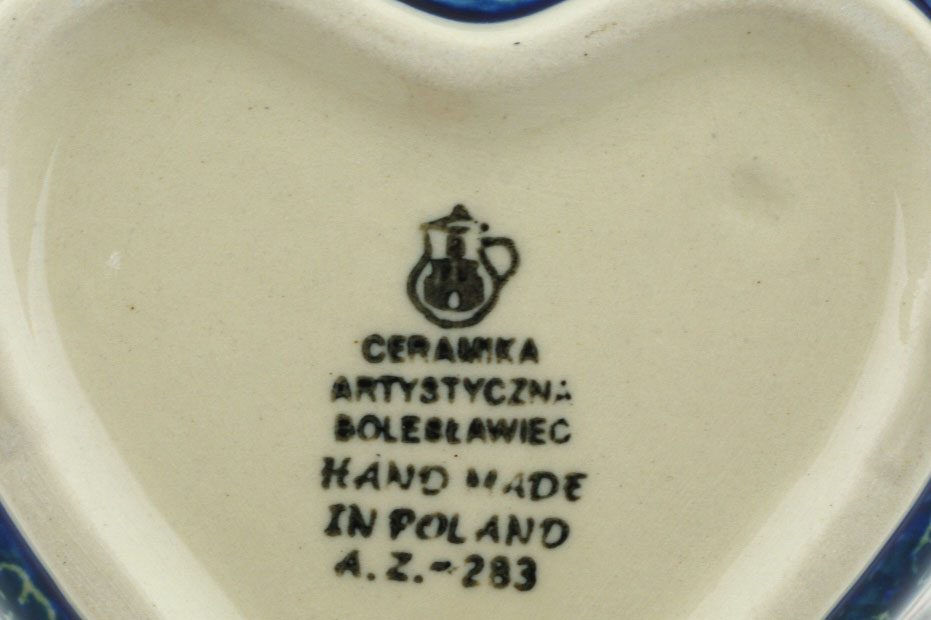 CERAMIKA
ARTYSTYCZNA
BOLESŁAWIEC
HAND MADE
IN POLAND
A.Z.-283